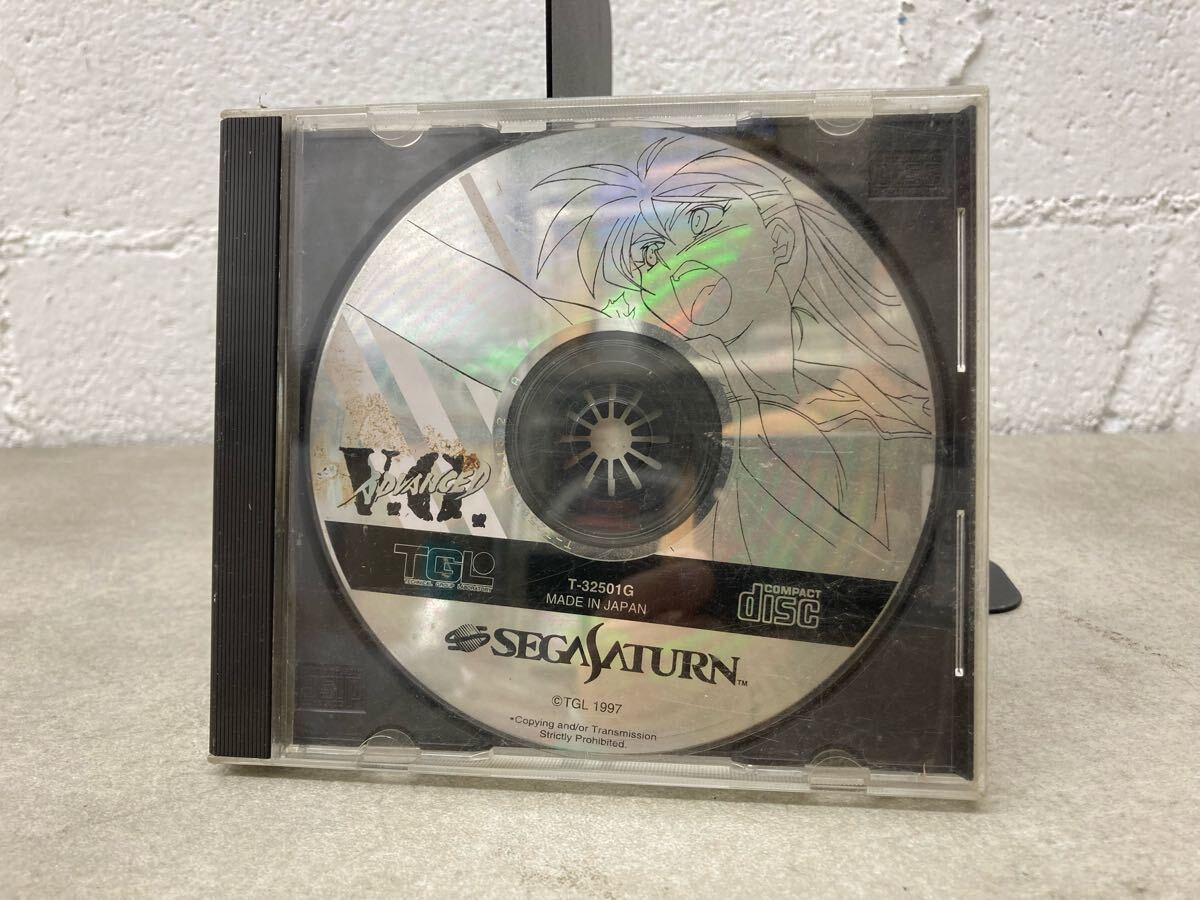 V.G.
ADVANCED
TGL
TECHNICAL GROUP LABORATORY
T-32501G
MADE IN JAPAN
COMPACT
disc
SEGA SATURN™
©TGL 1997
*Copying and/or Transmission
Strictly Prohibited.